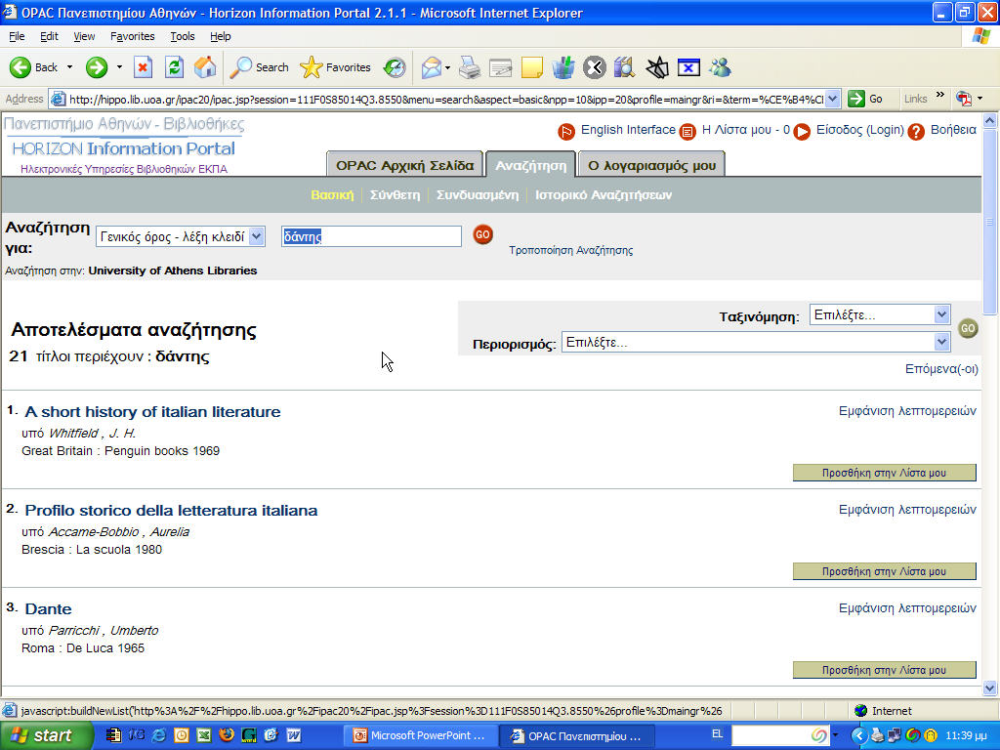 OPAC Πανεπιστημίου Αθηνών - Horizon Information Portal 2.1.1 - Microsoft Internet Explorer
File Edit View Favorites Tools Help
Back Search Favorites
Address http://hippo.lib.uoa.gr/ipac20/ipac.jsp?session=111F0S85014Q3.8550&menu=search&aspect=basic&npp=10&ipp=20&profile=maingr&ri=&term=%CE%B4%C Go Links »
Πανεπιστήμιο Αθηνών - Βιβλιοθήκες
HORIZON Information Portal
Ηλεκτρονικές Υπηρεσίες Βιβλιοθηκών ΕΚΠΑ
English Interface Η Λίστα μου - 0 Είσοδος (Login) Βοήθεια
OPAC Αρχική Σελίδα Αναζήτηση Ο λογαριασμός μου
Βασική Σύνθετη Συνδυασμένη Ιστορικό Αναζητήσεων
Αναζήτηση για: Γενικός όρος - λέξη κλειδί δάντης GO Τροποποίηση Αναζήτησης
Αναζήτηση στην: University of Athens Libraries
Αποτελέσματα αναζήτησης
21 τίτλοι περιέχουν : δάντης
Ταξινόμηση: Επιλέξτε...
Περιορισμός: Επιλέξτε... GO
Επόμενα(-οι)
1. A short history of italian literature Εμφάνιση λεπτομερειών
υπό Whitfield , J. H.
Great Britain : Penguin books 1969
Προσθήκη στην Λίστα μου
2. Profilo storico della letteratura italiana Εμφάνιση λεπτομερειών
υπό Accame-Bobbio , Aurelia
Brescia : La scuola 1980
Προσθήκη στην Λίστα μου
3. Dante Εμφάνιση λεπτομερειών
υπό Parricchi , Umberto
Roma : De Luca 1965
Προσθήκη στην Λίστα μου
javascript:buildNewList('http%3A%2F%2Fhippo.lib.uoa.gr%2Fipac20%2Fipac.jsp%3Fsession%3D111F0S85014Q3.8550%26profile%3Dmaingr%26 Internet
start Microsoft PowerPoint ... OPAC Πανεπιστημίου ... EL 11:39 μμ